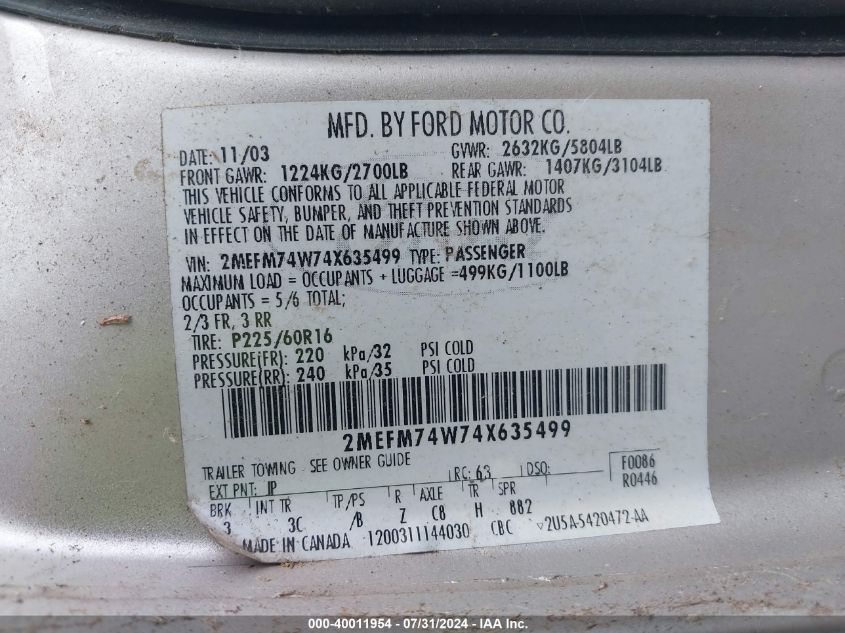 MFD. BY FORD MOTOR CO.
DATE: 11/03 GVWR: 2632KG/5804LB
FRONT GAWR: 1224KG/2700LB REAR GAWR: 1407KG/3104LB
THIS VEHICLE CONFORMS TO ALL APPLICABLE FEDERAL MOTOR
VEHICLE SAFETY, BUMPER, AND THEFT PREVENTION STANDARDS
IN EFFECT ON THE DATE OF MANUFACTURE SHOWN ABOVE.
VIN: 2MEFM74W74X635499 TYPE: PASSENGER
MAXIMUM LOAD = OCCUPANTS + LUGGAGE =499KG/1100LB
OCCUPANTS = 5/6 TOTAL;
2/3 FR, 3 RR
TIRE: P225/60R16
PRESSURE(FR): 220 kPa/32 PSI COLD
PRESSURE(RR): 240 kPa/35 PSI COLD
2MEFM74W74X635499
TRAILER TOWING - SEE OWNER GUIDE
EXT PNT: IP RC: 63 DSO: F0086
BRK INT TR TP/PS R AXLE TR SPR R0446
3 3C /B Z C8 H 882
MADE IN CANADA 1200311144030 CBC 2U5A-5420472-AA
000-40011954 - 07/31/2024 - IAA Inc.